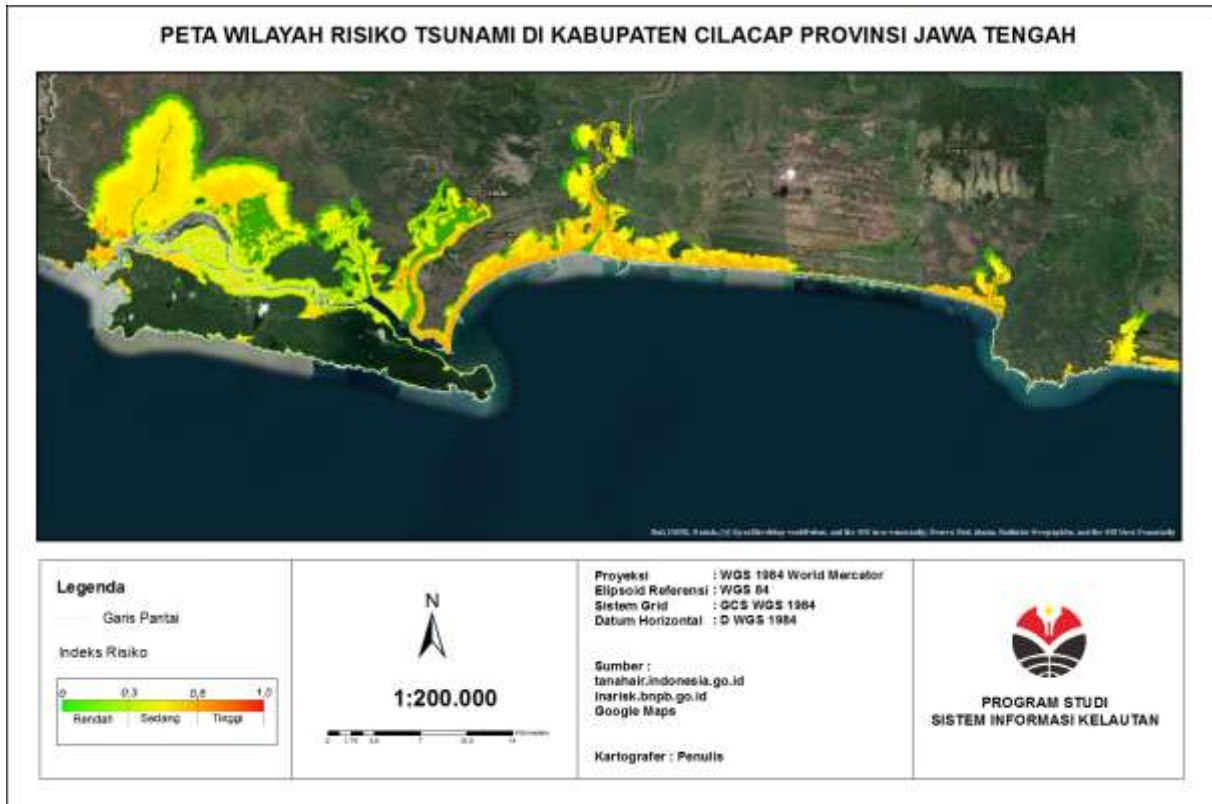 PETA WILAYAH RISIKO TSUNAMI DI KABUPATEN CILACAP PROVINSI JAWA TENGAH
Legenda
Garis Pantai
Indeks Risiko
0 0,3 0,6 1,0
Rendah Sedang Tinggi
N
1:200.000
Proyeksi : WGS 1984 World Mercator
Elipsoid Referensi : WGS 84
Sistem Grid : GCS WGS 1984
Datum Horizontal : D WGS 1984
Sumber :
tanahair.indonesia.go.id
inarisk.bnpb.go.id
Google Maps
Kartografer : Penulis
PROGRAM STUDI
SISTEM INFORMASI KELAUTAN